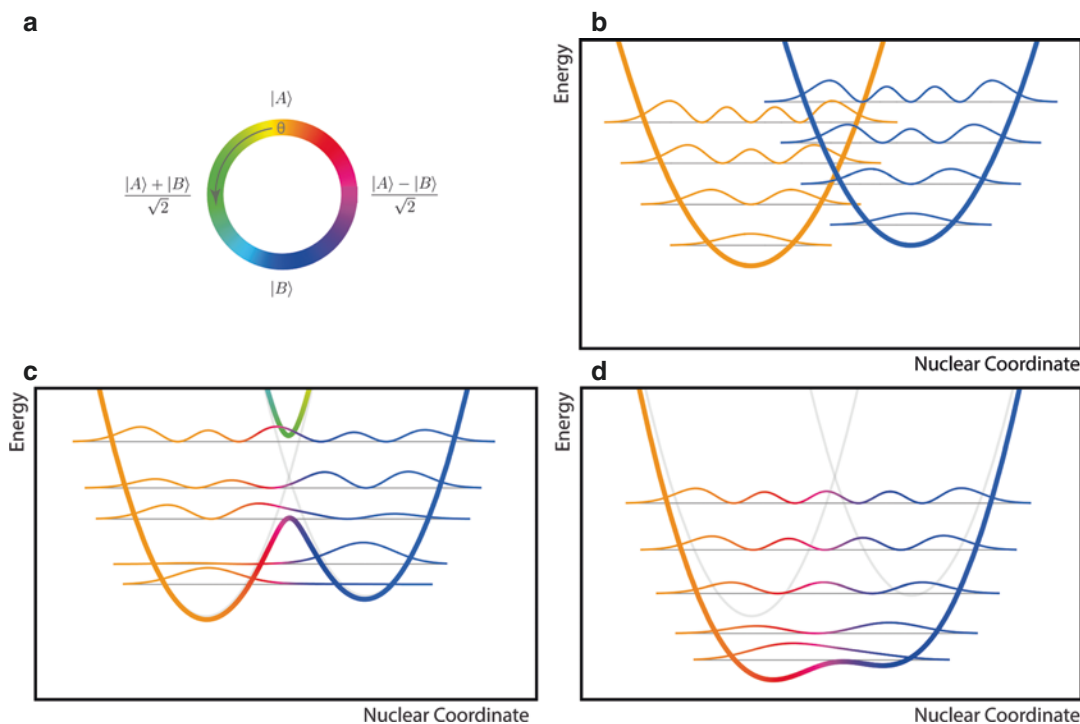 a
|A⟩
θ
|A⟩ + |B⟩
√2
|A⟩ − |B⟩
√2
|B⟩
b
Energy
Nuclear Coordinate
c
Energy
Nuclear Coordinate
d
Energy
Nuclear Coordinate